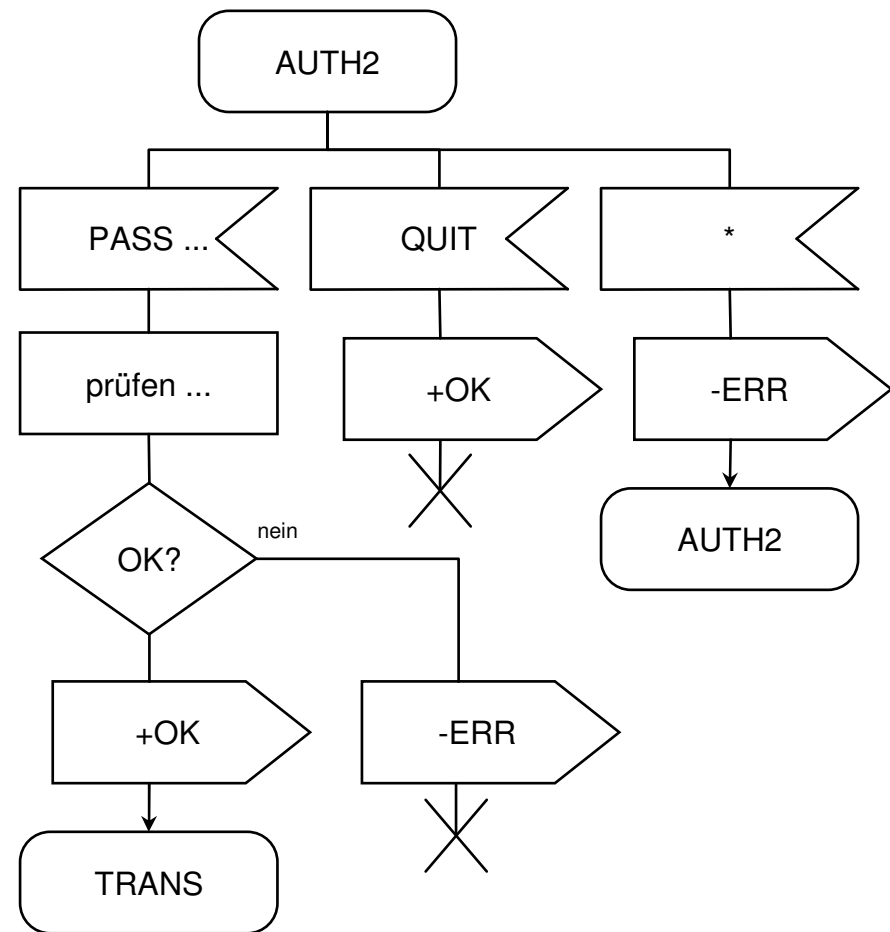 AUTH2
PASS ...
QUIT
*
prüfen ...
+OK
-ERR
AUTH2
nein
OK?
+OK
-ERR
TRANS